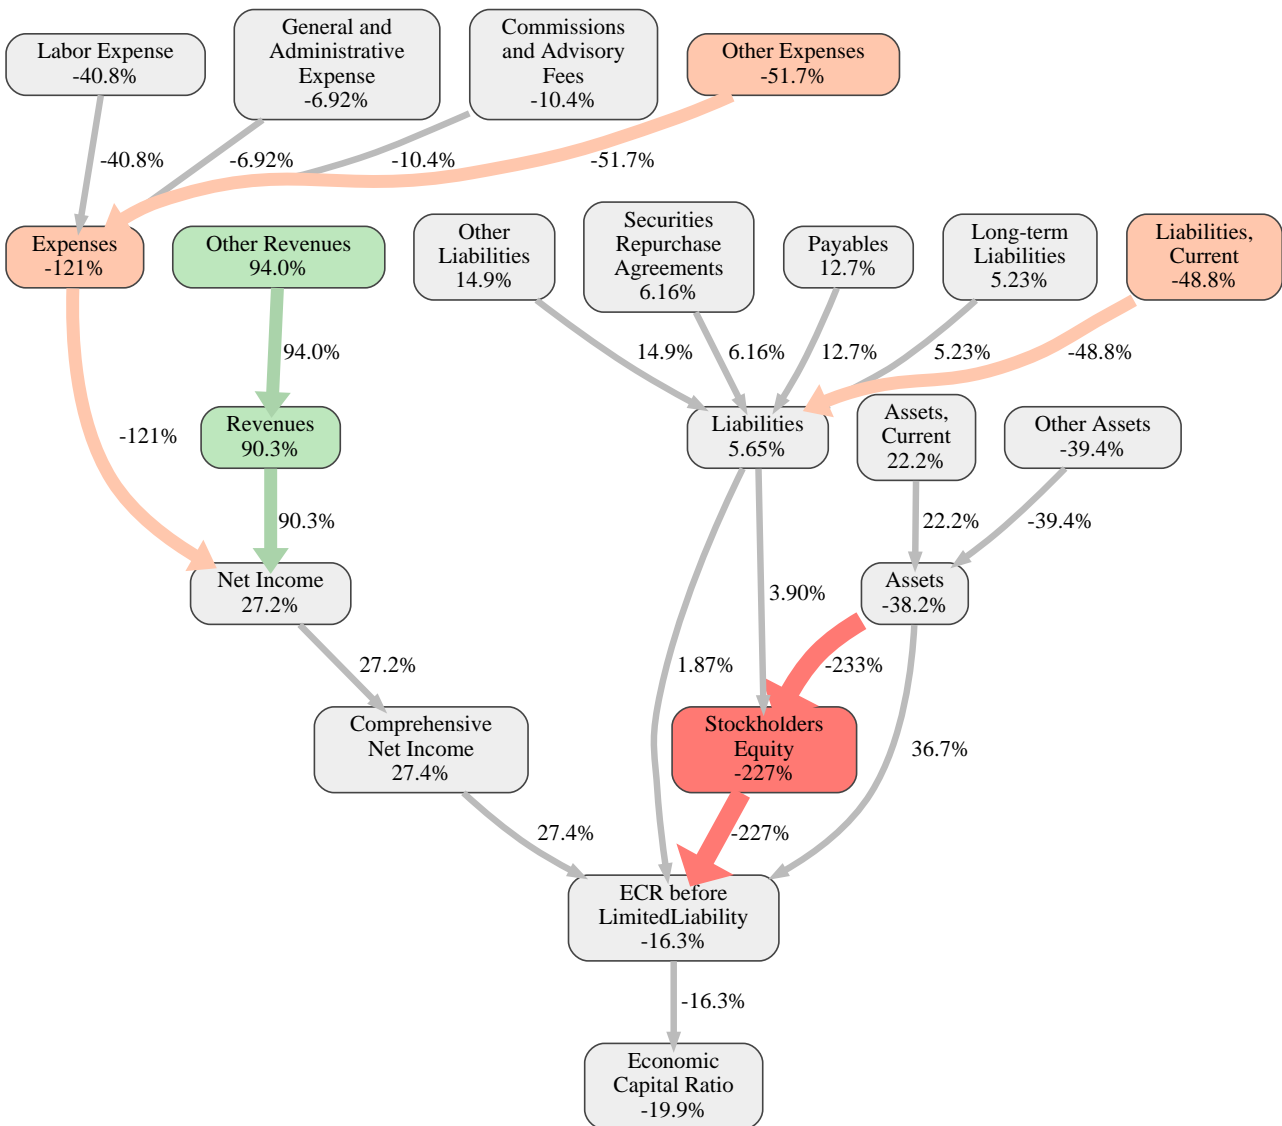 Labor Expense
-40.8%
General and
Administrative
Expense
-6.92%
Commissions
and Advisory
Fees
-10.4%
Other Expenses
-51.7%
-40.8%
-6.92%
-10.4%
-51.7%
Expenses
-121%
Other Revenues
94.0%
Other
Liabilities
14.9%
Securities
Repurchase
Agreements
6.16%
Payables
12.7%
Long-term
Liabilities
5.23%
Liabilities,
Current
-48.8%
94.0%
14.9%
6.16%
12.7%
5.23%
-48.8%
-121%
Revenues
90.3%
Liabilities
5.65%
Assets,
Current
22.2%
Other Assets
-39.4%
90.3%
22.2%
-39.4%
Net Income
27.2%
Assets
-38.2%
3.90%
27.2%
1.87%
-233%
Comprehensive
Net Income
27.4%
Stockholders
Equity
-227%
36.7%
27.4%
-227%
ECR before
LimitedLiability
-16.3%
-16.3%
Economic
Capital Ratio
-19.9%